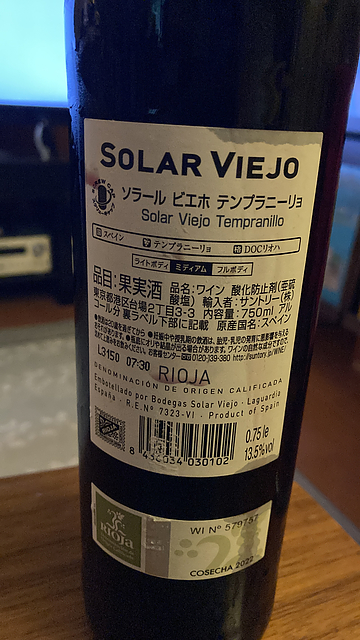 SOLAR VIEJO
ソラール ビエホ テンプラニーリョ
Solar Viejo Tempranillo
国 スペイン テンプラニーリョ DOCリオハ
ライトボディ ミディアム フルボディ
品目:果実酒 品名:ワイン 酸化防止剤(亜硫
酸塩) 輸入者:サントリー(株)
東京都港区台場2丁目3-3 内容量:750ml アル
コール分 裏ラベル下部に記載 原産国名:スペイン
L3150 07:30 RIOJA
DENOMINACIÓN DE ORIGEN CALIFICADA
Embotellado por Bodegas Solar Viejo - Laguardia
España - R.E.Nº 7323-VI - Product of Spain
0.75 l e
13.5%vol
8 434034 030102
Rioja
WI Nº 579757
COSECHA 2022